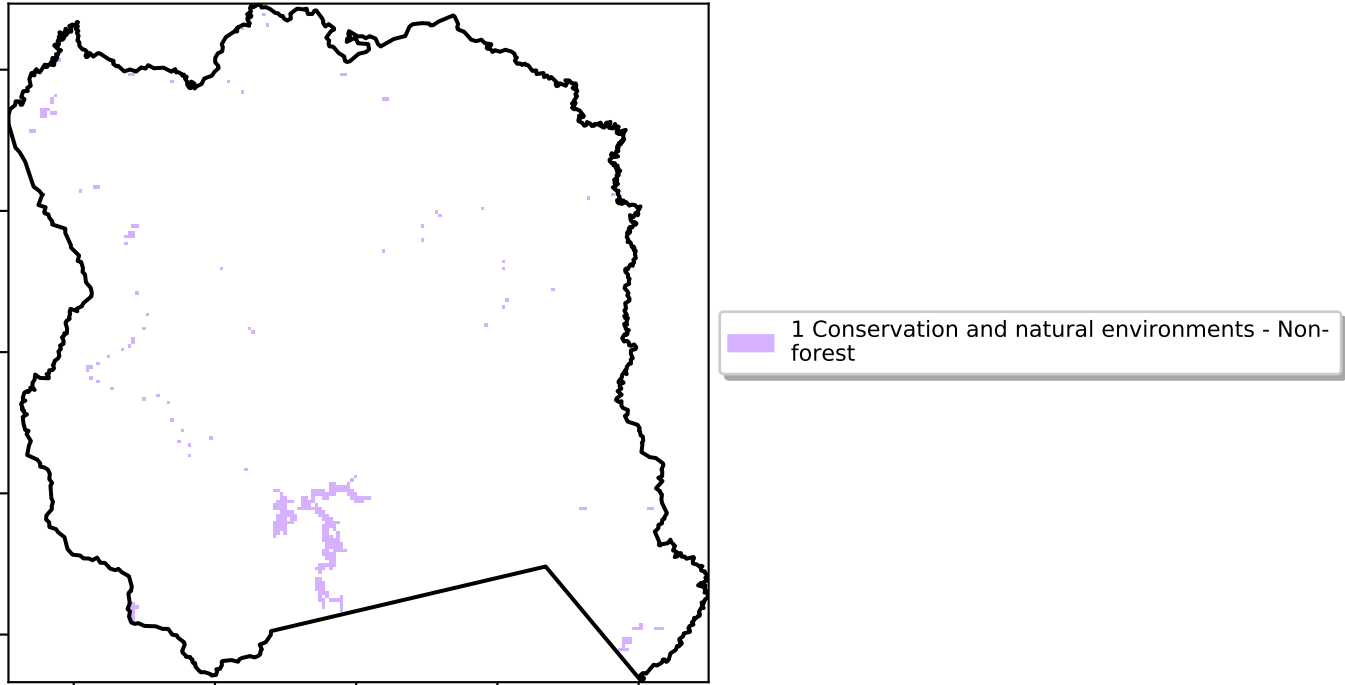 1 Conservation and natural environments - Non-
forest